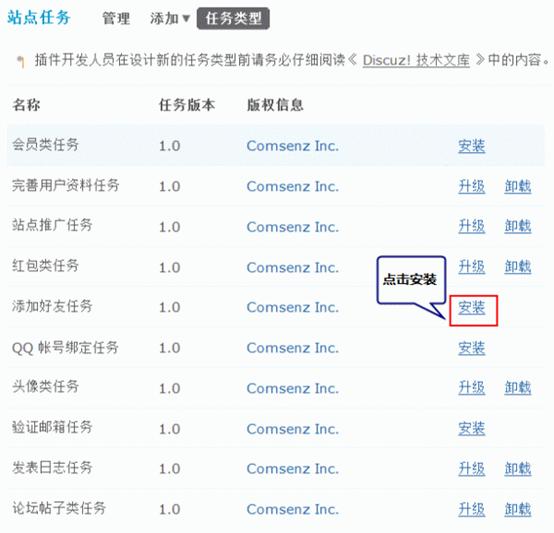 站点任务 管理 添加▼ 任务类型
插件开发人员在设计新的任务类型前请务必仔细阅读《 Discuz! 技术文库 》中的内容。
名称 任务版本 版权信息
会员类任务 1.0 Comsenz Inc. 安装
完善用户资料任务 1.0 Comsenz Inc. 升级 卸载
站点推广任务 1.0 Comsenz Inc. 升级 卸载
红包类任务 1.0 Comsenz Inc. 升级 卸载
点击安装
添加好友任务 1.0 Comsenz Inc. 安装
QQ 帐号绑定任务 1.0 Comsenz Inc. 安装
头像类任务 1.0 Comsenz Inc. 升级 卸载
验证邮箱任务 1.0 Comsenz Inc. 安装
发表日志任务 1.0 Comsenz Inc. 升级 卸载
论坛帖子类任务 1.0 Comsenz Inc. 升级 卸载